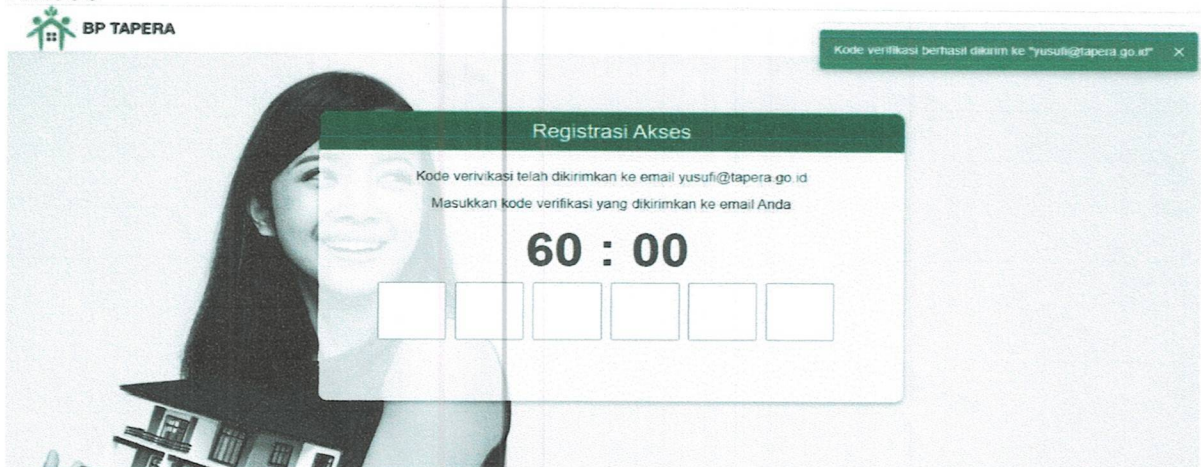 BP TAPERA
Kode verifikasi berhasil dikirim ke "yusufi@tapera.go.id" ×
Registrasi Akses
Kode verivikasi telah dikirimkan ke email yusufi@tapera.go.id
Masukkan kode verifikasi yang dikirimkan ke email Anda
60 : 00